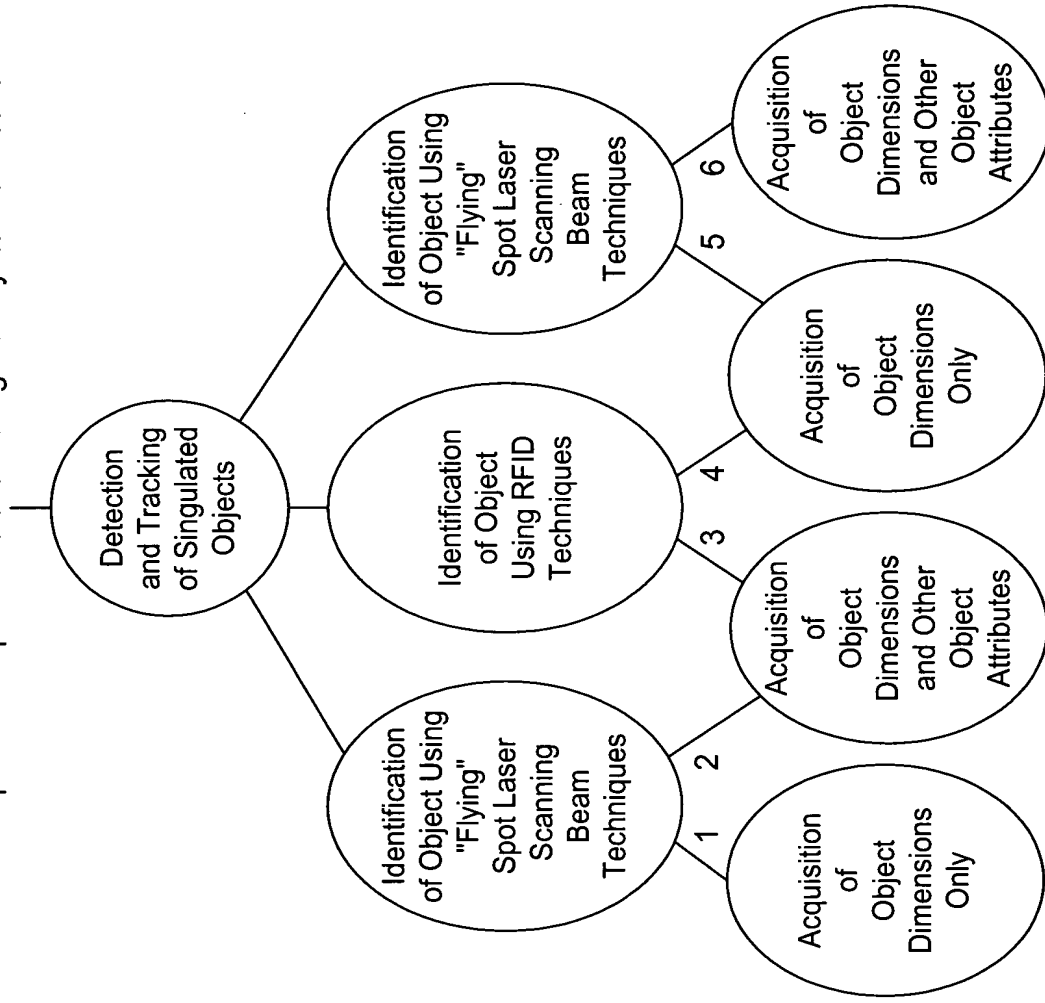 Detection
and Tracking
of Singulated
Objects
Identification
of Object Using
"Flying"
Spot Laser
Scanning
Beam
Techniques
Identification
of Object
Using RFID
Techniques
Identification
of Object Using
"Flying"
Spot Laser
Scanning
Beam
Techniques
1
2
3
4
5
6
Acquisition
of
Object
Dimensions
Only
Acquisition
of
Object
Dimensions
and Other
Object
Attributes
Acquisition
of
Object
Dimensions
Only
Acquisition
of
Object
Dimensions
and Other
Object
Attributes